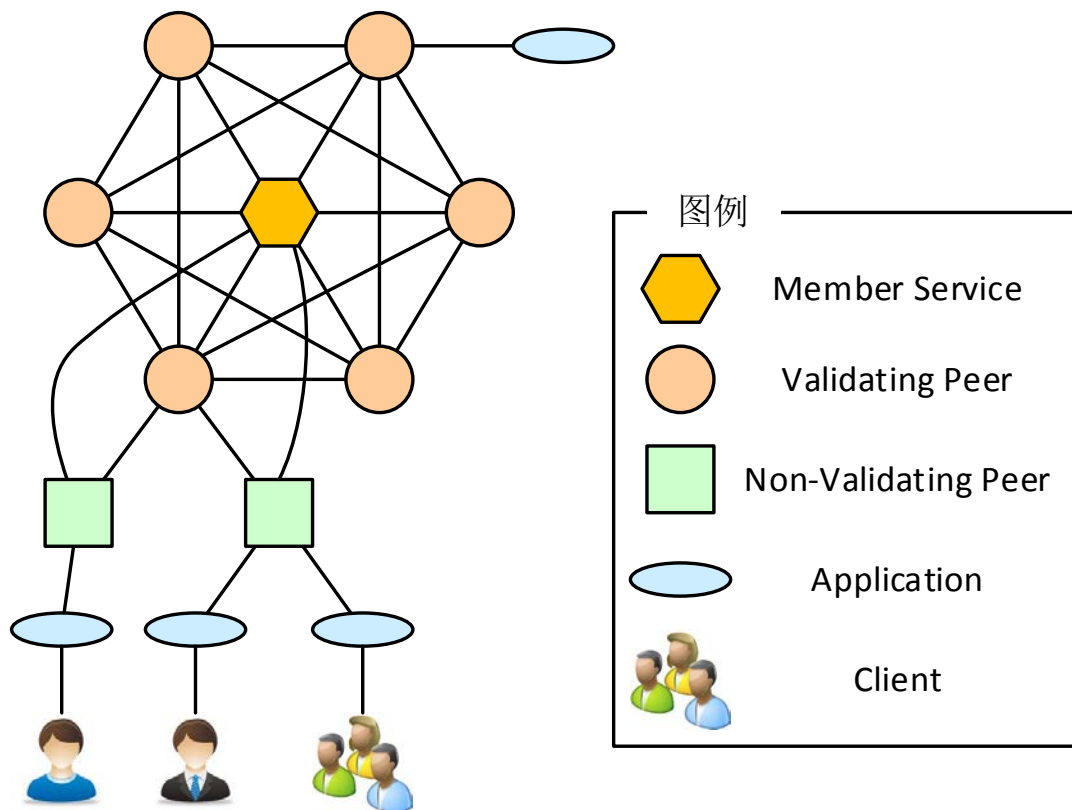 图例
Member Service
Validating Peer
Non-Validating Peer
Application
Client